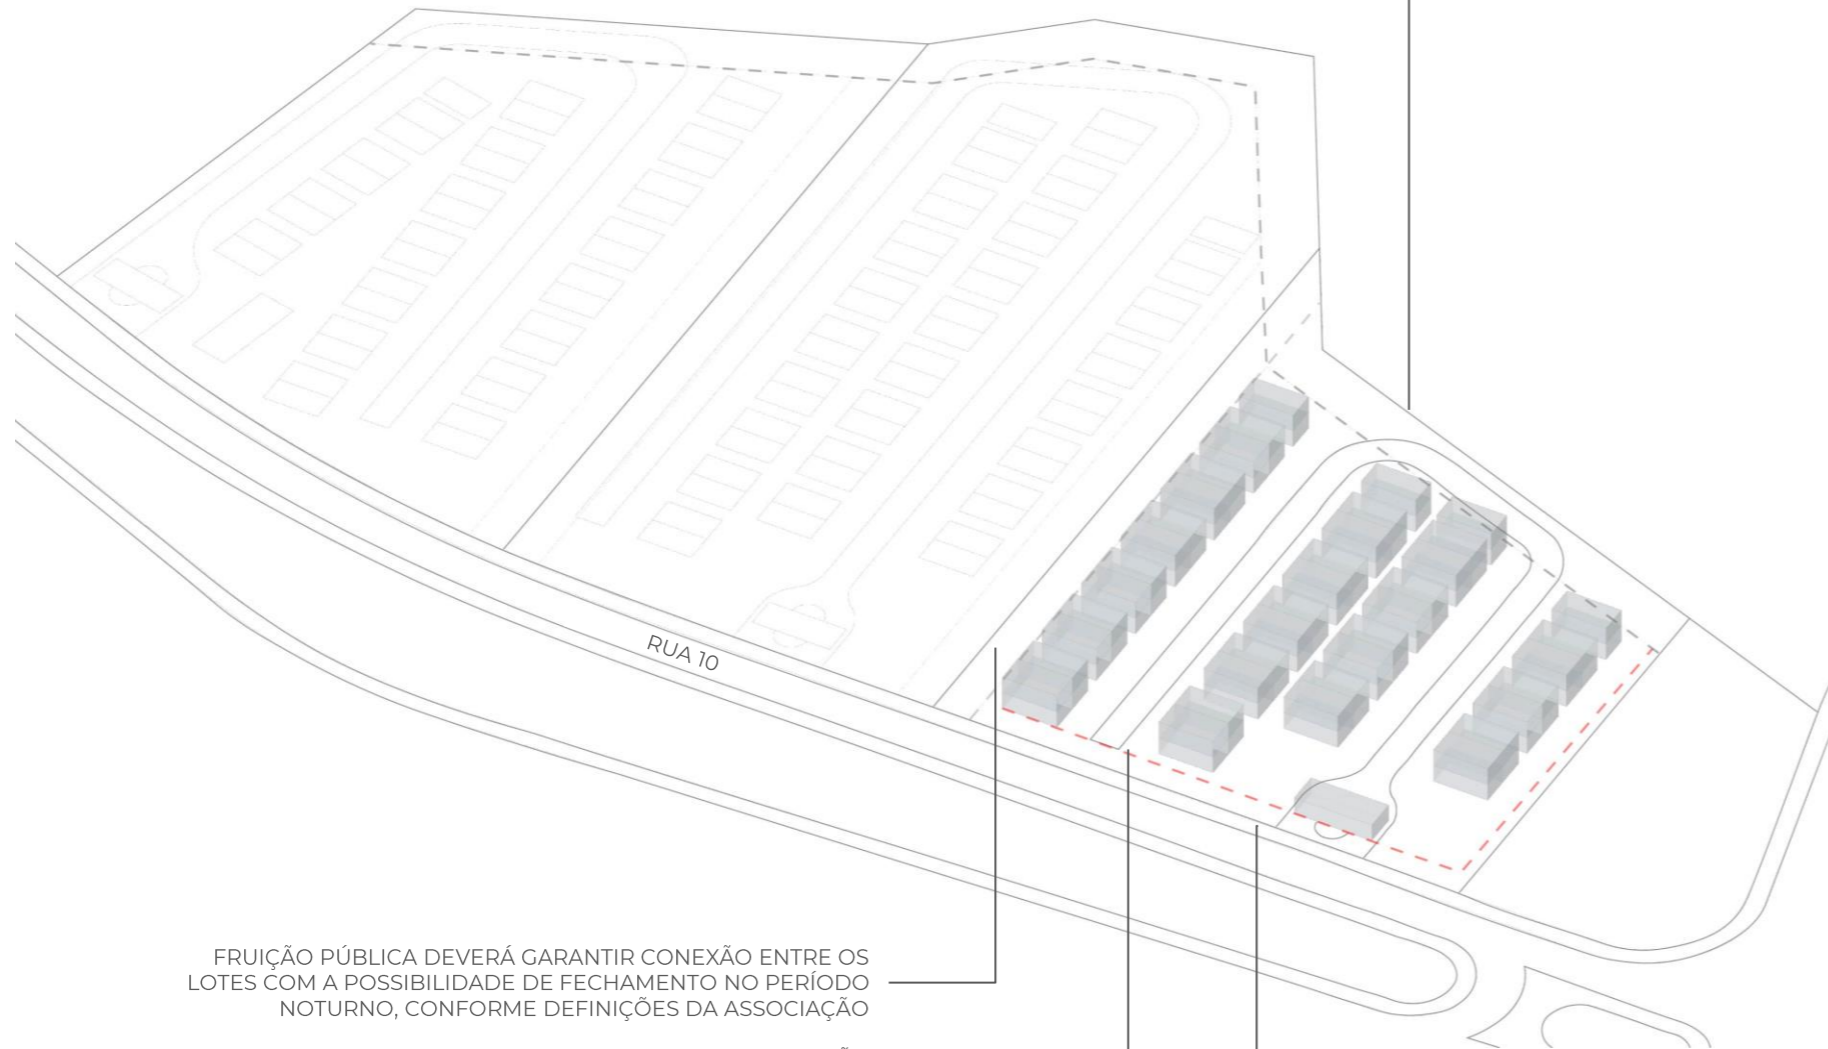 RUA 10
FRUIÇÃO PÚBLICA DEVERÁ GARANTIR CONEXÃO ENTRE OS
LOTES COM A POSSIBILIDADE DE FECHAMENTO NO PERÍODO
NOTURNO, CONFORME DEFINIÇÕES DA ASSOCIAÇÃO